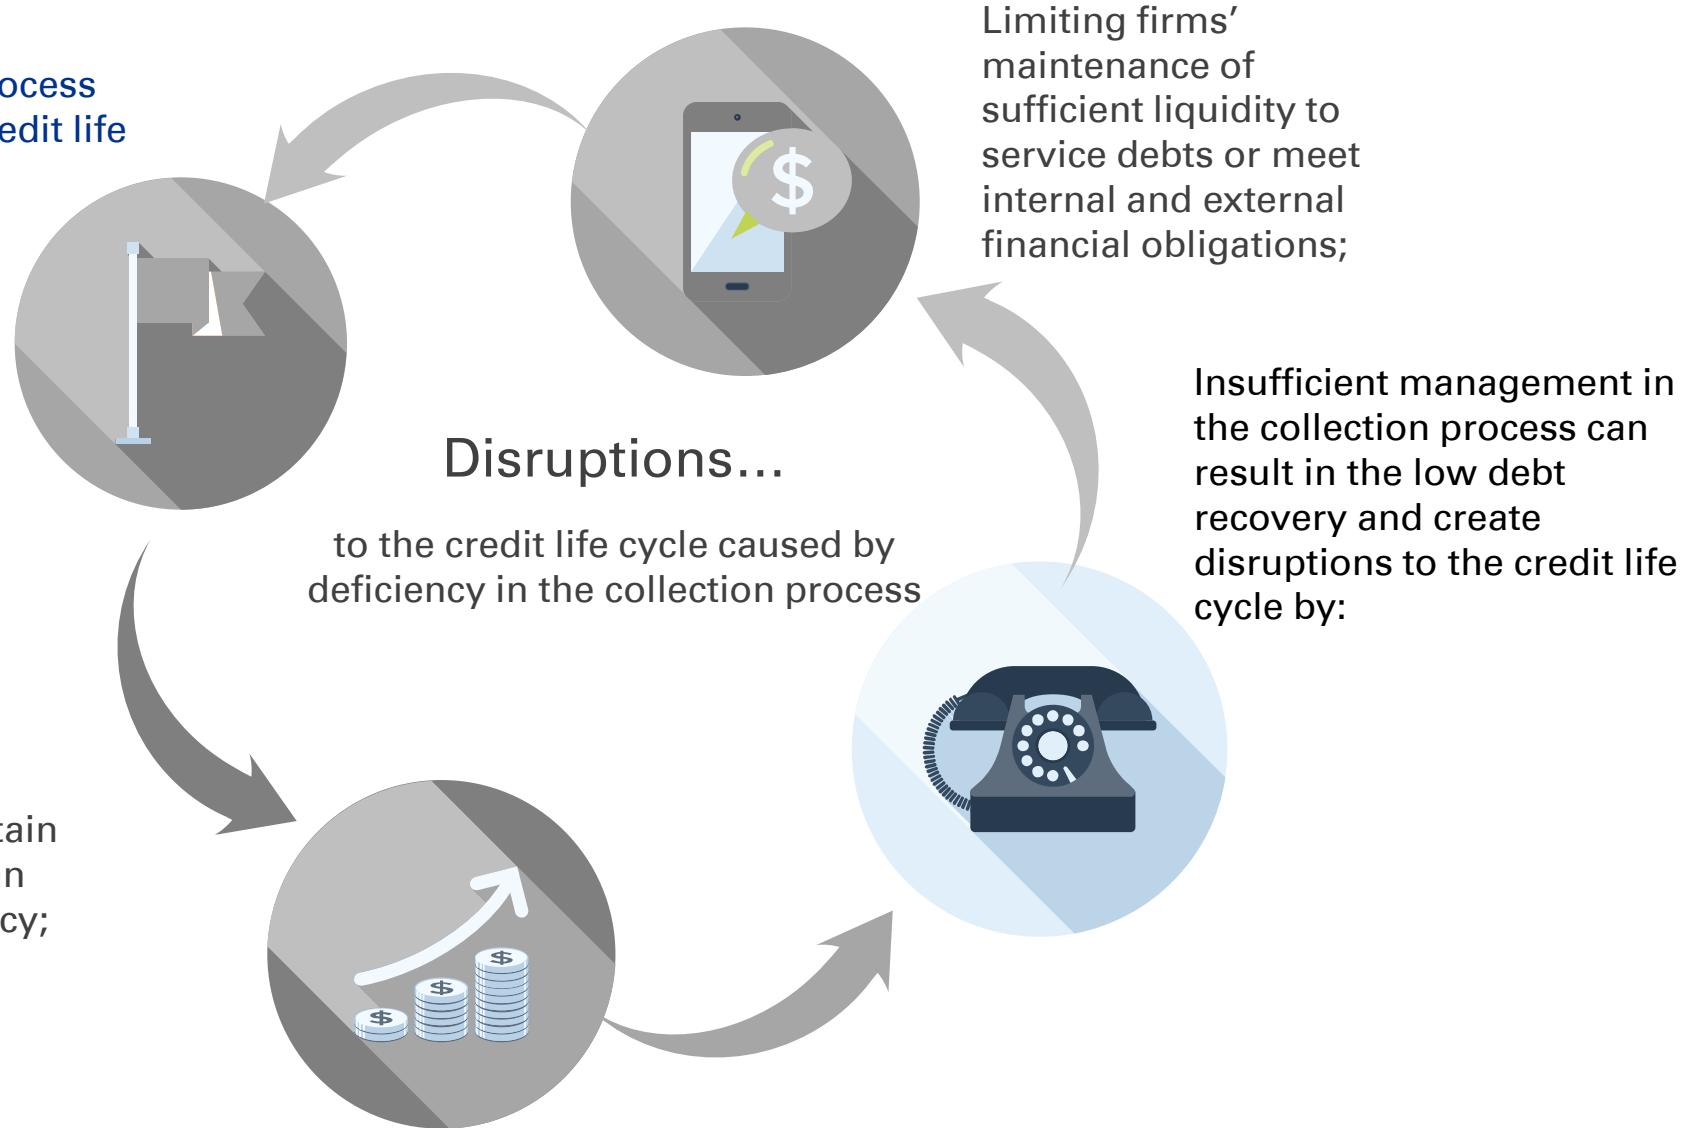 Limiting firms’
maintenance of
sufficient liquidity to
service debts or meet
internal and external
financial obligations;
edit life
Insufficient management in
the collection process can
result in the low debt
recovery and create
disruptions to the credit life
cycle by:
Disruptions...
to the credit life cycle caused by
deficiency in the collection process
tain
n
cy;
$
$
$
$